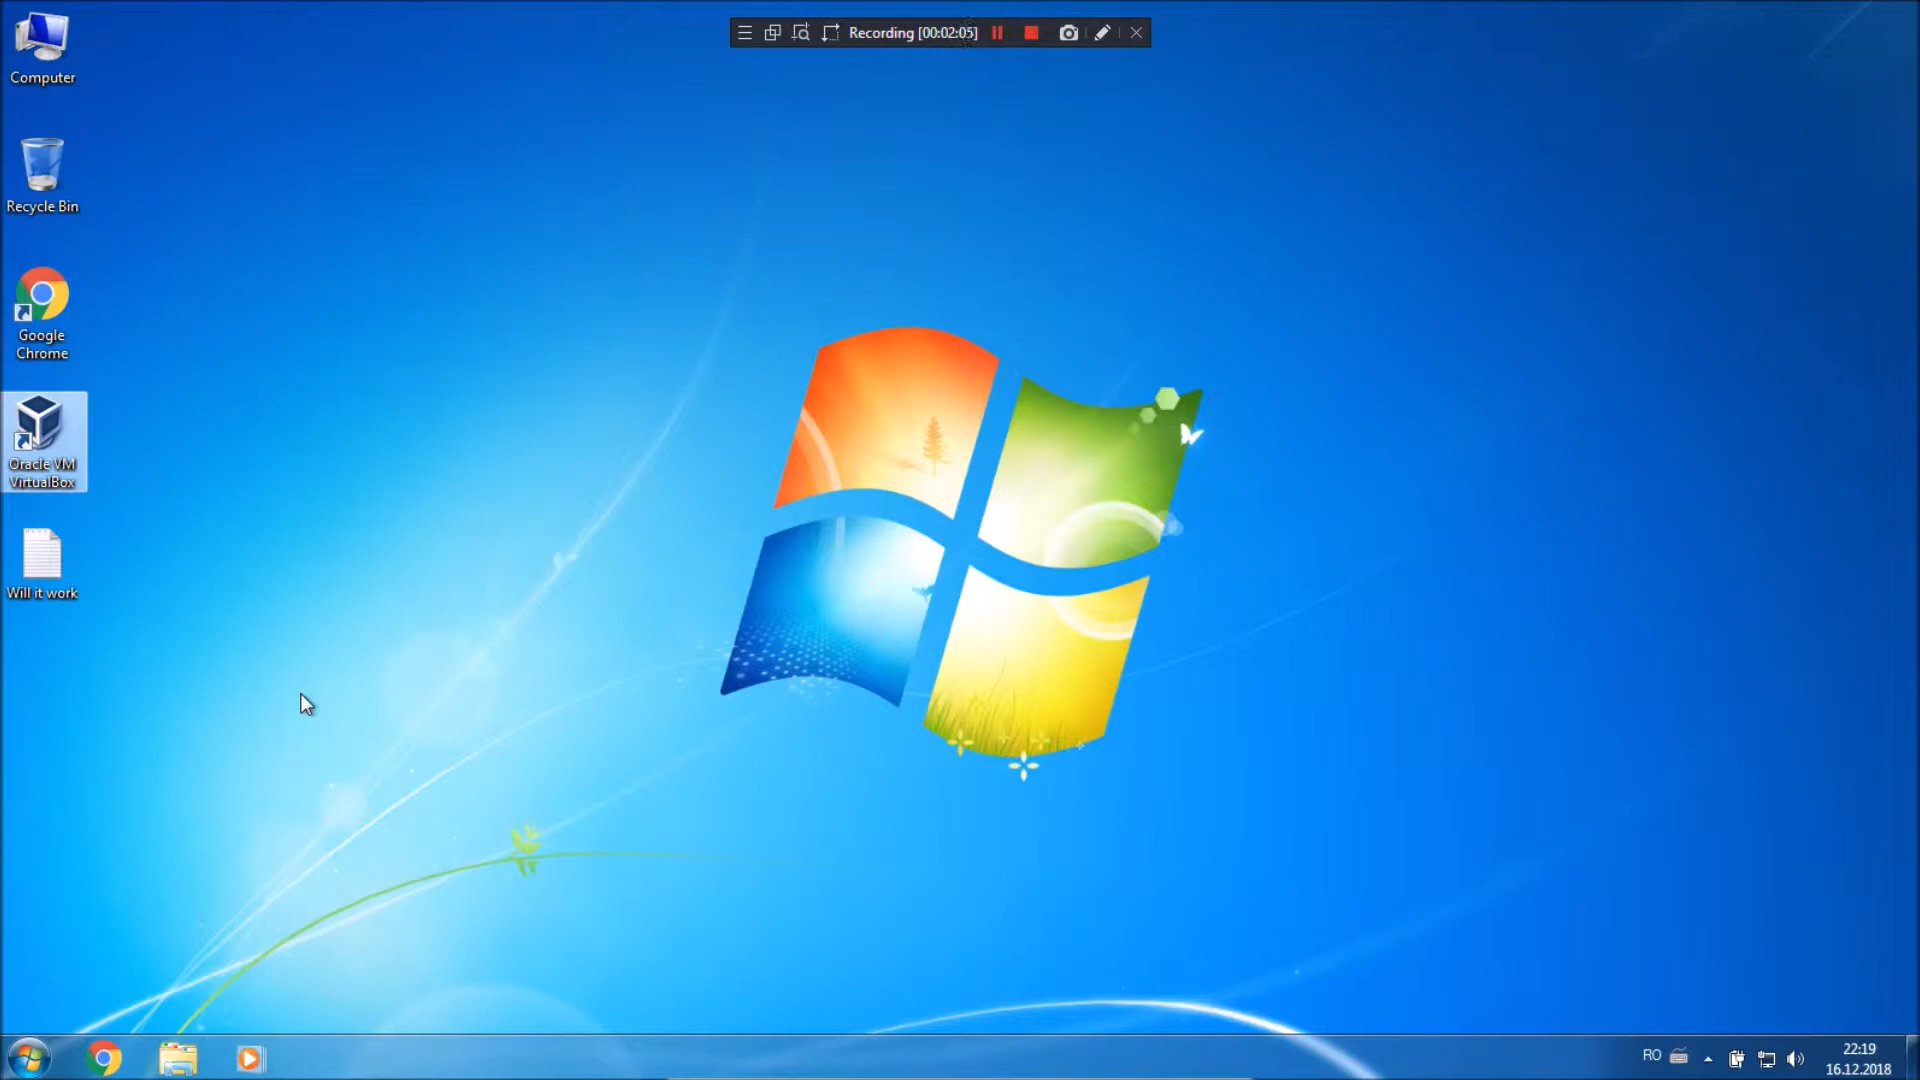 Recording [00:02:05]
Computer
Recycle Bin
Google
Chrome
Oracle VM
VirtualBox
Will it work
RO
22:19
16.12.2018